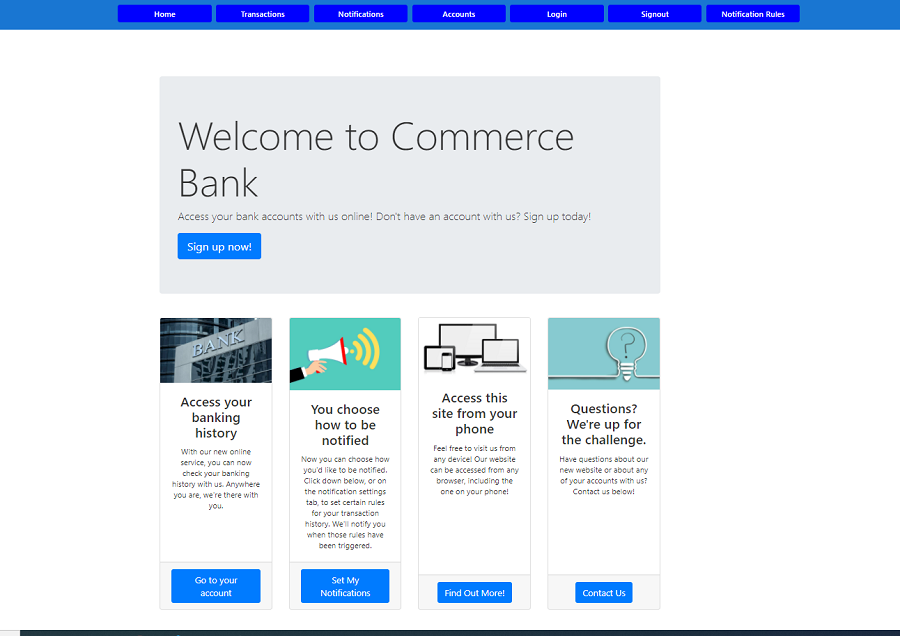 Home Transactions Notifications Accounts Login Signout Notification Rules
Welcome to Commerce
Bank
Access your bank accounts with us online! Don't have an account with us? Sign up today!
Sign up now!
BANK
Access your
banking
history
With our new online
service, you can now
check your banking
history with us. Anywhere
you are, we're there with
you.
Go to your
account
You choose
how to be
notified
Now you can choose how
you'd like to be notified.
Click down below, or on
the notification settings
tab, to set certain rules
for your transaction
history. We'll notify you
when those rules have
been triggered.
Set My
Notifications
Access this
site from your
phone
Feel free to visit us from
any device! Our website
can be accessed from any
browser, including the
one on your phone!
Find Out More!
?
Questions?
We're up for
the challenge.
Have questions about our
new website or about any
of your accounts with us?
Contact us below!
Contact Us